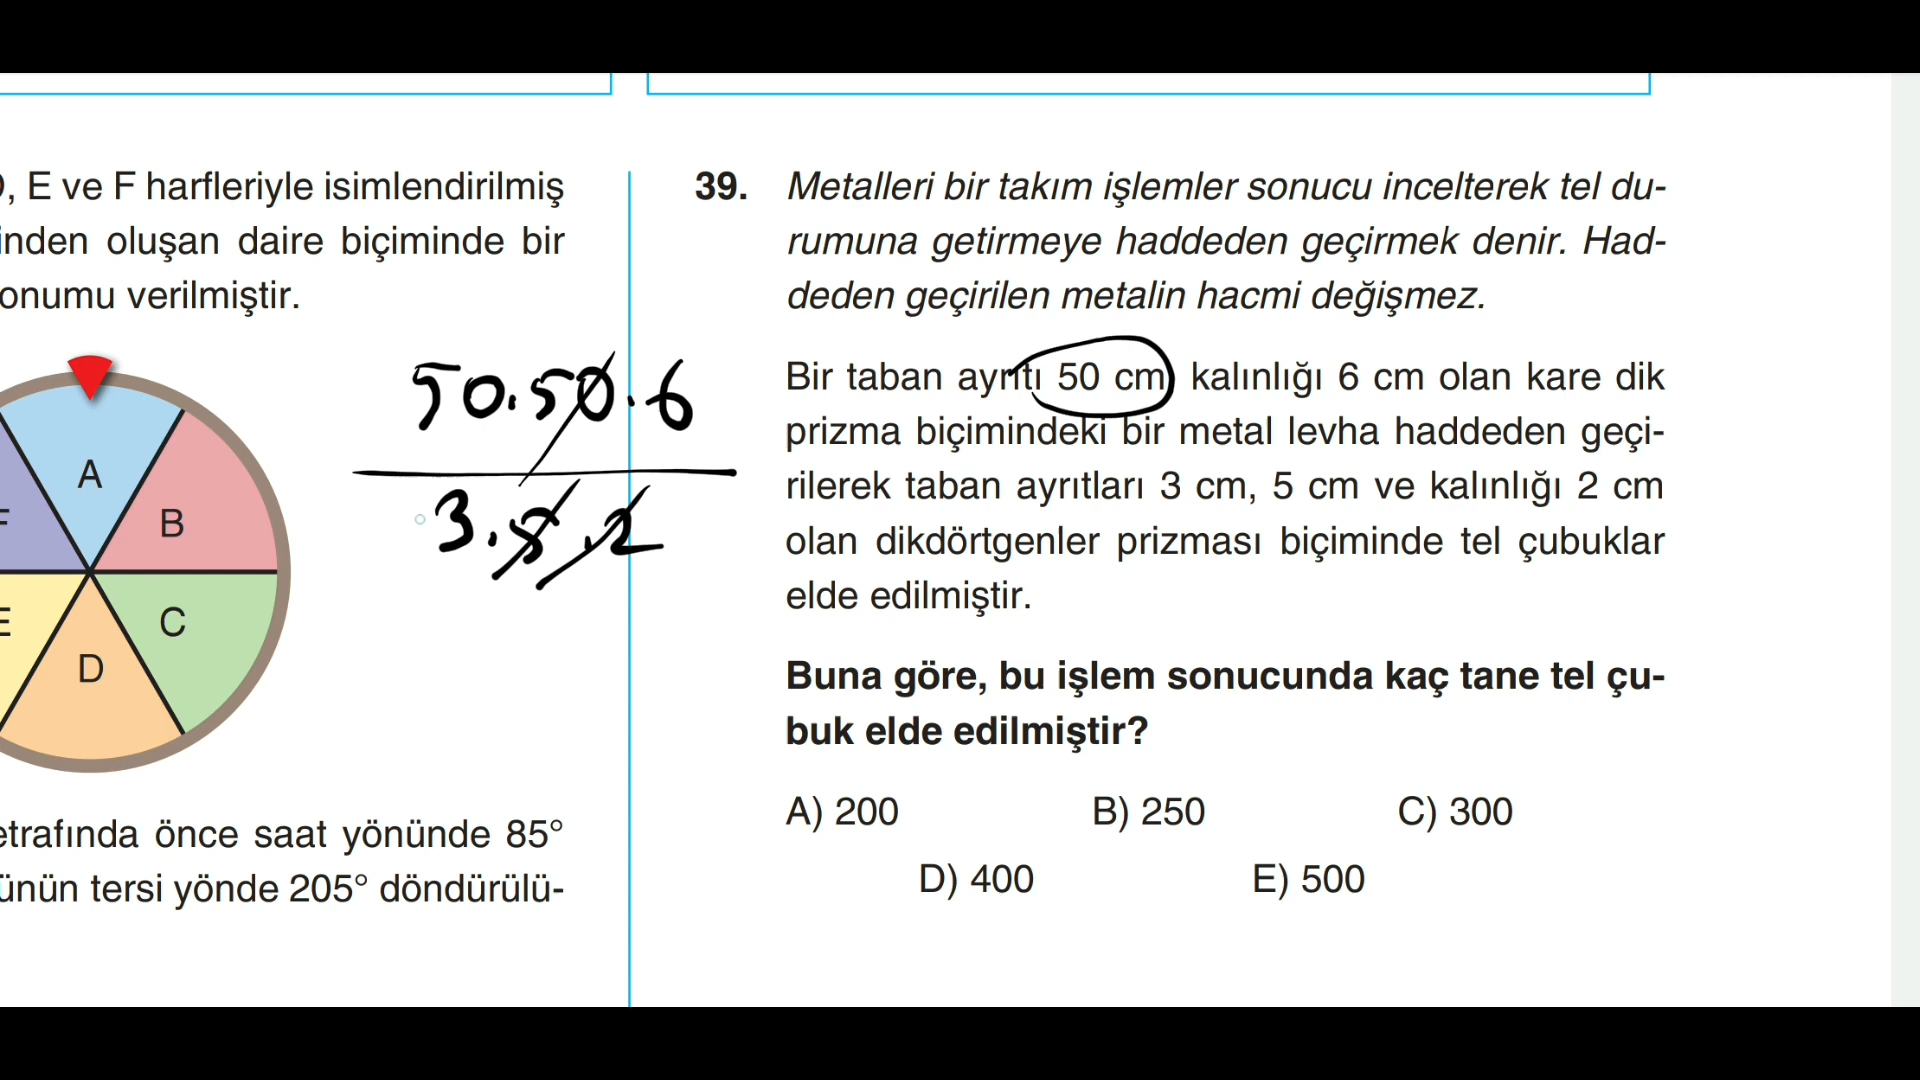 , E ve F harfleriyle isimlendirilmiş
inden oluşan daire biçiminde bir
onumu verilmiştir.
A
B
C
D
E
F
etrafında önce saat yönünde 85°
ünün tersi yönde 205° döndürülü-
50.50.6
3.5.2
39. Metalleri bir takım işlemler sonucu incelterek tel du-
rumuna getirmeye haddeden geçirmek denir. Had-
deden geçirilen metalin hacmi değişmez.
Bir taban ayrıtı 50 cm kalınlığı 6 cm olan kare dik
prizma biçimindeki bir metal levha haddeden geçi-
rilerek taban ayrıtları 3 cm, 5 cm ve kalınlığı 2 cm
olan dikdörtgenler prizması biçiminde tel çubuklar
elde edilmiştir.
Buna göre, bu işlem sonucunda kaç tane tel çu-
buk elde edilmiştir?
A) 200 B) 250 C) 300
D) 400 E) 500